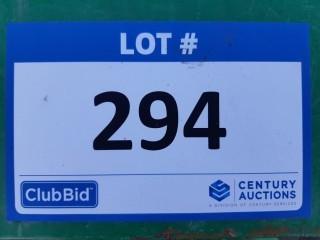 LOT #
294
ClubBid
CENTURY
AUCTIONS
A DIVISION OF CENTURY SERVICES